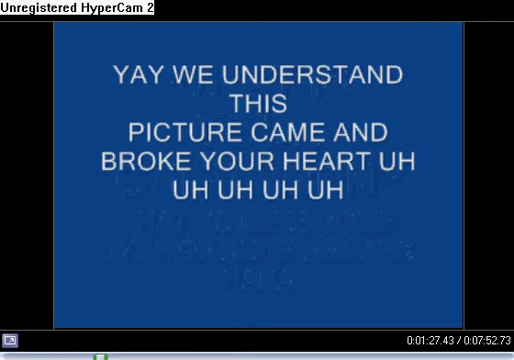 Unregistered HyperCam 2
YAY WE UNDERSTAND
THIS
PICTURE CAME AND
BROKE YOUR HEART UH
UH UH UH UH
0:01:27.43 / 0:07:52.73